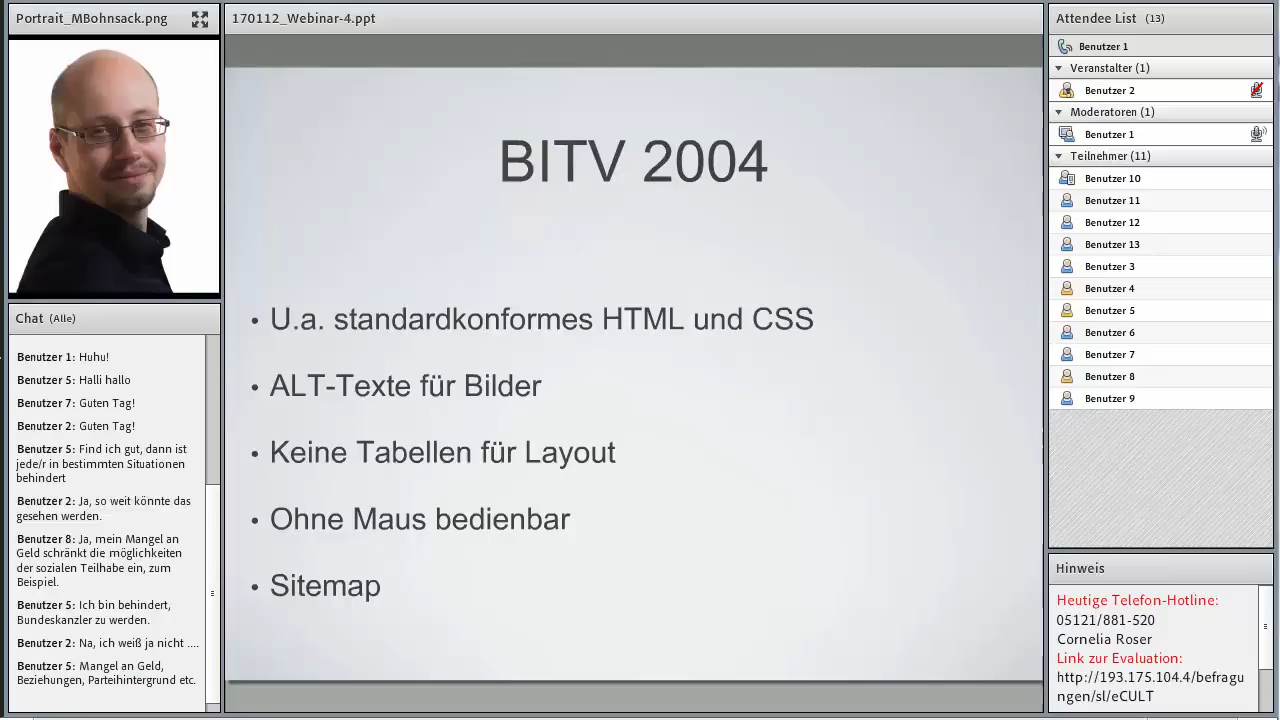 Portrait_MBohnsack.png
170112_Webinar-4.ppt
BITV 2004
• U.a. standardkonformes HTML und CSS
• ALT-Texte für Bilder
• Keine Tabellen für Layout
• Ohne Maus bedienbar
• Sitemap
Chat (Alle)
Benutzer 1: Huhu!
Benutzer 5: Halli hallo
Benutzer 7: Guten Tag!
Benutzer 2: Guten Tag!
Benutzer 5: Find ich gut, dann ist
jede/r in bestimmten Situationen
behindert
Benutzer 2: Ja, so weit könnte das
gesehen werden.
Benutzer 8: Ja, mein Mangel an
Geld schränkt die möglichkeiten
der sozialen Teilhabe ein, zum
Beispiel.
Benutzer 5: Ich bin behindert,
Bundeskanzler zu werden.
Benutzer 2: Na, ich weiß ja nicht ....
Benutzer 5: Mangel an Geld,
Beziehungen, Parteihintergrund etc.
Attendee List (13)
Benutzer 1
Veranstalter (1)
Benutzer 2
Moderatoren (1)
Benutzer 1
Teilnehmer (11)
Benutzer 10
Benutzer 11
Benutzer 12
Benutzer 13
Benutzer 3
Benutzer 4
Benutzer 5
Benutzer 6
Benutzer 7
Benutzer 8
Benutzer 9
Hinweis
Heutige Telefon-Hotline:
05121/881-520
Cornelia Roser
Link zur Evaluation:
http://193.175.104.4/befragu
ngen/sl/eCULT